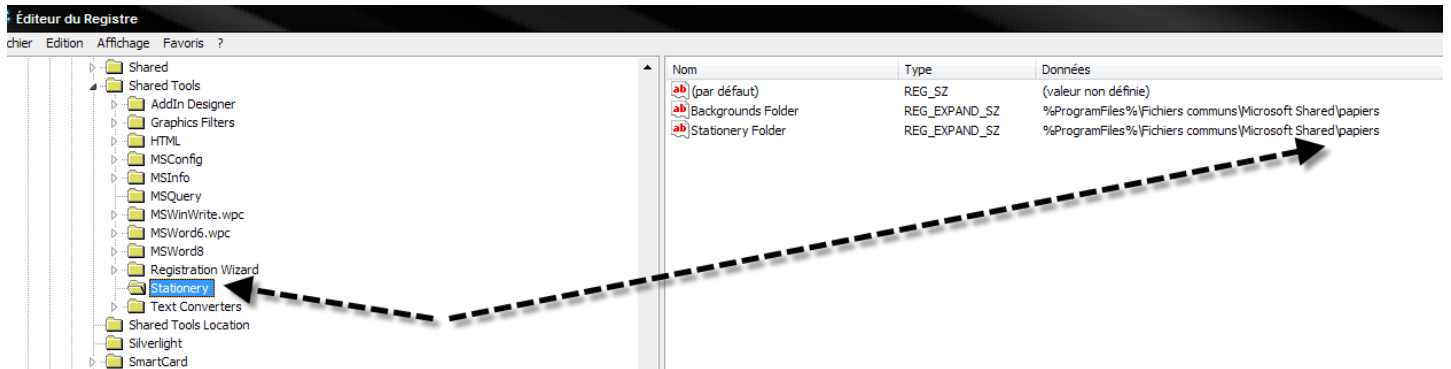 Éditeur du Registre
chier Edition Affichage Favoris ?
Shared
Shared Tools
AddIn Designer
Graphics Filters
HTML
MSConfig
MSInfo
MSQuery
MSWinWrite.wpc
MSWord6.wpc
MSWord8
Registration Wizard
Stationery
Text Converters
Shared Tools Location
Silverlight
SmartCard
Nom Type Données
ab (par défaut) REG_SZ (valeur non définie)
ab Backgrounds Folder REG_EXPAND_SZ %ProgramFiles%\Fichiers communs\Microsoft Shared\papiers
ab Stationery Folder REG_EXPAND_SZ %ProgramFiles%\Fichiers communs\Microsoft Shared\papiers